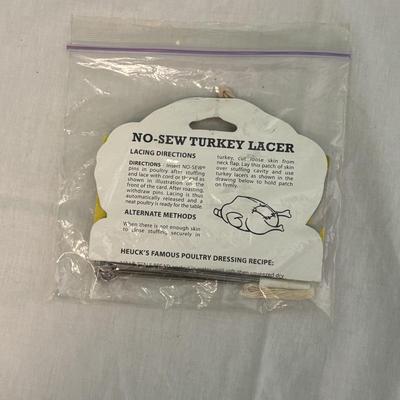 NO-SEW TURKEY LACER
LACING DIRECTIONS
DIRECTIONS - Insert NO-SEW®
pins in poultry after stuffing
and lace with cord or thread as
shown in illustration on the
front of the card. After roasting,
withdraw pins. Lacing is thus
automatically released and a
neat poultry is ready for the table.
ALTERNATE METHODS
When there is not enough skin
to close stuffing securely in
turkey, cut loose skin from
neck flap. Lay this patch of skin
over stuffing cavity and use
turkey lacers as shown in the
drawing below to hold patch
on firmly.
HEUCK'S FAMOUS POULTRY DRESSING RECIPE: